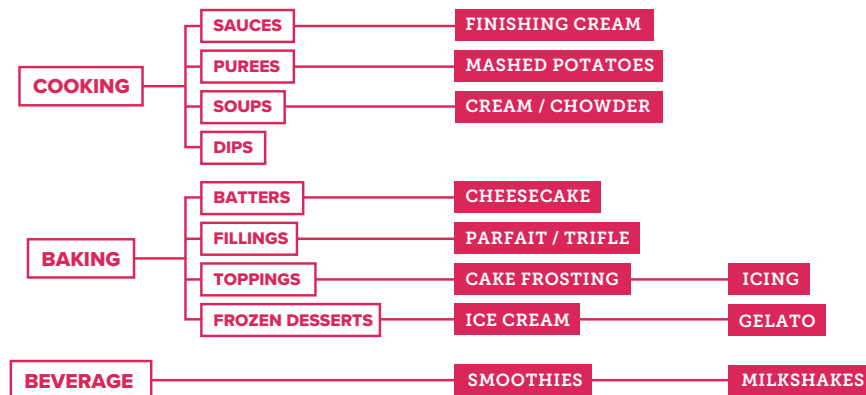 SAUCES FINISHING CREAM
PUREES MASHED POTATOES
COOKING
SOUPS CREAM / CHOWDER
DIPS
BATTERS CHEESECAKE
FILLINGS PARFAIT / TRIFLE
BAKING
TOPPINGS CAKE FROSTING ICING
FROZEN DESSERTS ICE CREAM GELATO
BEVERAGE SMOOTHIES MILKSHAKES